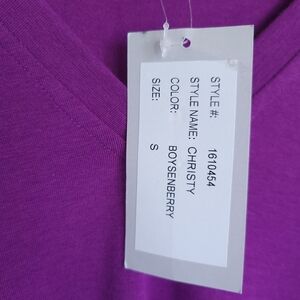 STYLE #: 1610454
STYLE NAME: CHRISTY
COLOR: BOYSENBERRY
SIZE: S